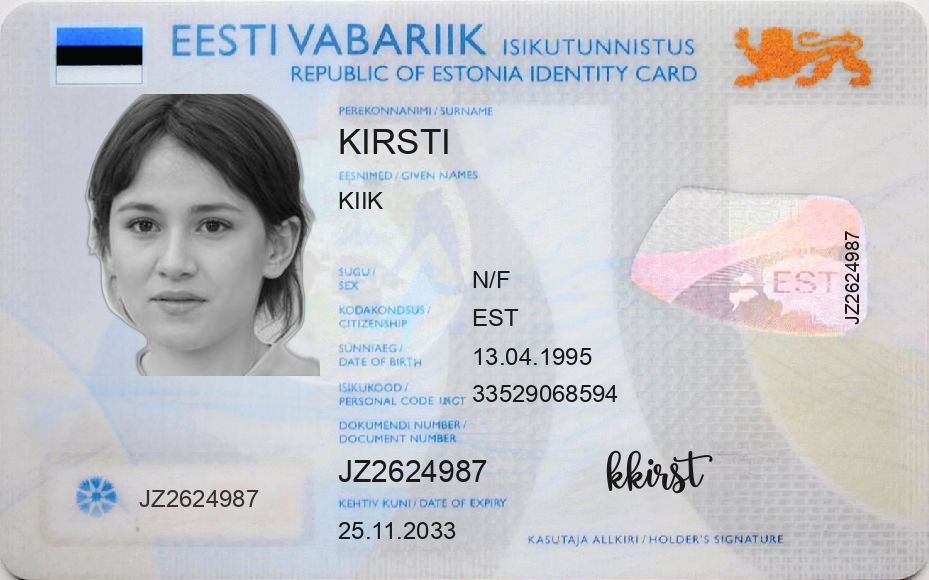 EESTI VABARIIK ISIKUTUNNISTUS
REPUBLIC OF ESTONIA IDENTITY CARD
PEREKONNANIMI / SURNAME
KIRSTI
EESNIMED / GIVEN NAMES
KIIK
SUGU /
SEX
N/F
KODAKONDSUS /
CITIZENSHIP
EST
SÜNNIAEG /
DATE OF BIRTH
13.04.1995
ISIKUKOOD /
PERSONAL CODE
33529068594
DOKUMENDI NUMBER /
DOCUMENT NUMBER
JZ2624987
KEHTIV KUNI / DATE OF EXPIRY
25.11.2033
JZ2624987
EST
JZ2624987
kkirst
KASUTAJA ALLKIRI / HOLDER'S SIGNATURE